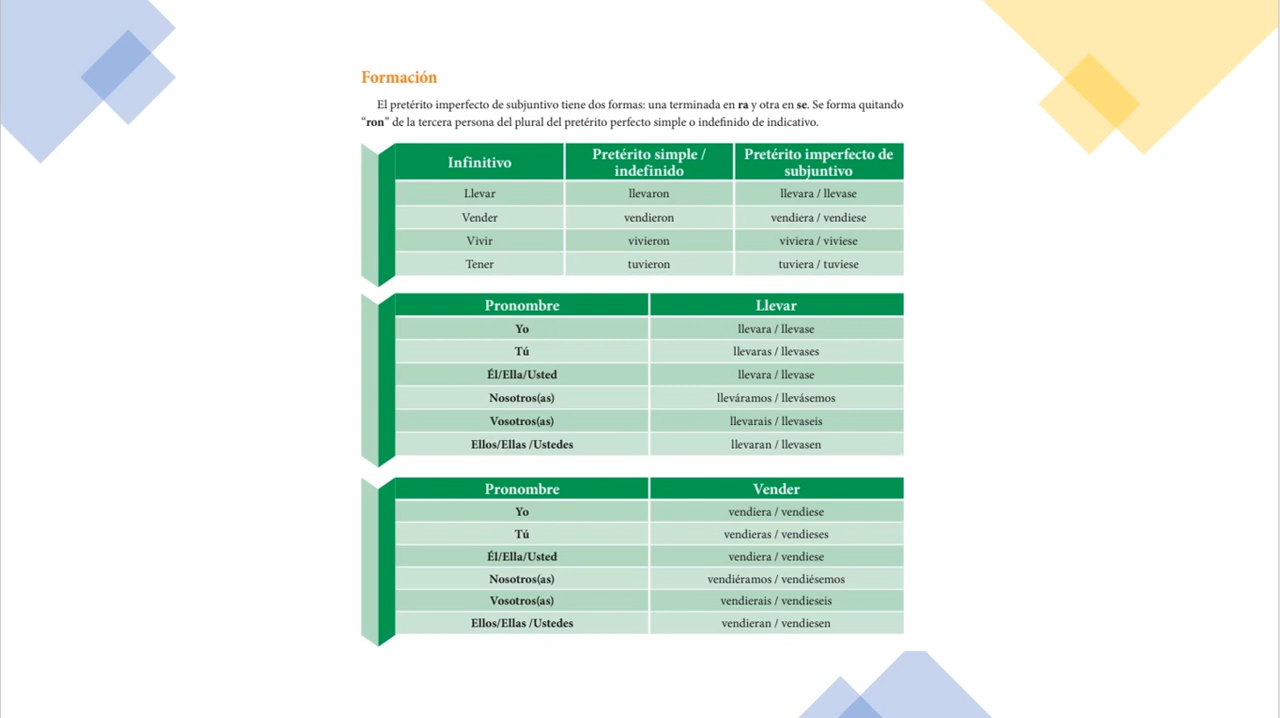 Formación
El pretérito imperfecto de subjuntivo tiene dos formas: una terminada en ra y otra en se. Se forma quitando
“ron” de la tercera persona del plural del pretérito perfecto simple o indefinido de indicativo.
Infinitivo Pretérito simple / indefinido Pretérito imperfecto de subjuntivo
Llevar llevaron llevara / llevase
Vender vendieron vendiera / vendiese
Vivir vivieron viviera / viviese
Tener tuvieron tuviera / tuviese
Pronombre Llevar
Yo llevara / llevase
Tú llevaras / llevases
Él/Ella/Usted llevara / llevase
Nosotros(as) lleváramos / llevásemos
Vosotros(as) llevarais / llevaseis
Ellos/Ellas /Ustedes llevaran / llevasen
Pronombre Vender
Yo vendiera / vendiese
Tú vendieras / vendieses
Él/Ella/Usted vendiera / vendiese
Nosotros(as) vendiéramos / vendiésemos
Vosotros(as) vendierais / vendieseis
Ellos/Ellas /Ustedes vendieran / vendiesen